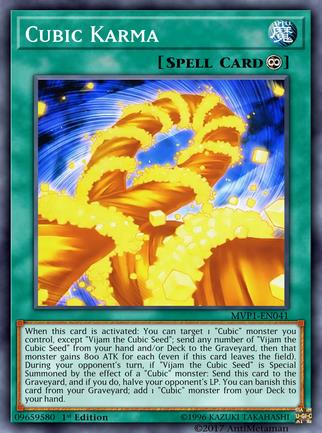 Cubic Karma
[Spell Card]
MVP1-EN041
When this card is activated: You can target 1 "Cubic" monster you
control, except "Vijam the Cubic Seed"; send any number of "Vijam the
Cubic Seed" from your hand and/or Deck to the Graveyard, then that
monster gains 800 ATK for each (even if this card leaves the field).
During your opponent's turn, if "Vijam the Cubic Seed" is Special
Summoned by the effect of a "Cubic" monster: Send this card to the
Graveyard, and if you do, halve your opponent's LP. You can banish this
card from your Graveyard; add 1 "Cubic" monster from your Deck to
your hand.
09659580 1st Edition ©1996 KAZUKI TAKAHASHI
©2017 AntiMetaman